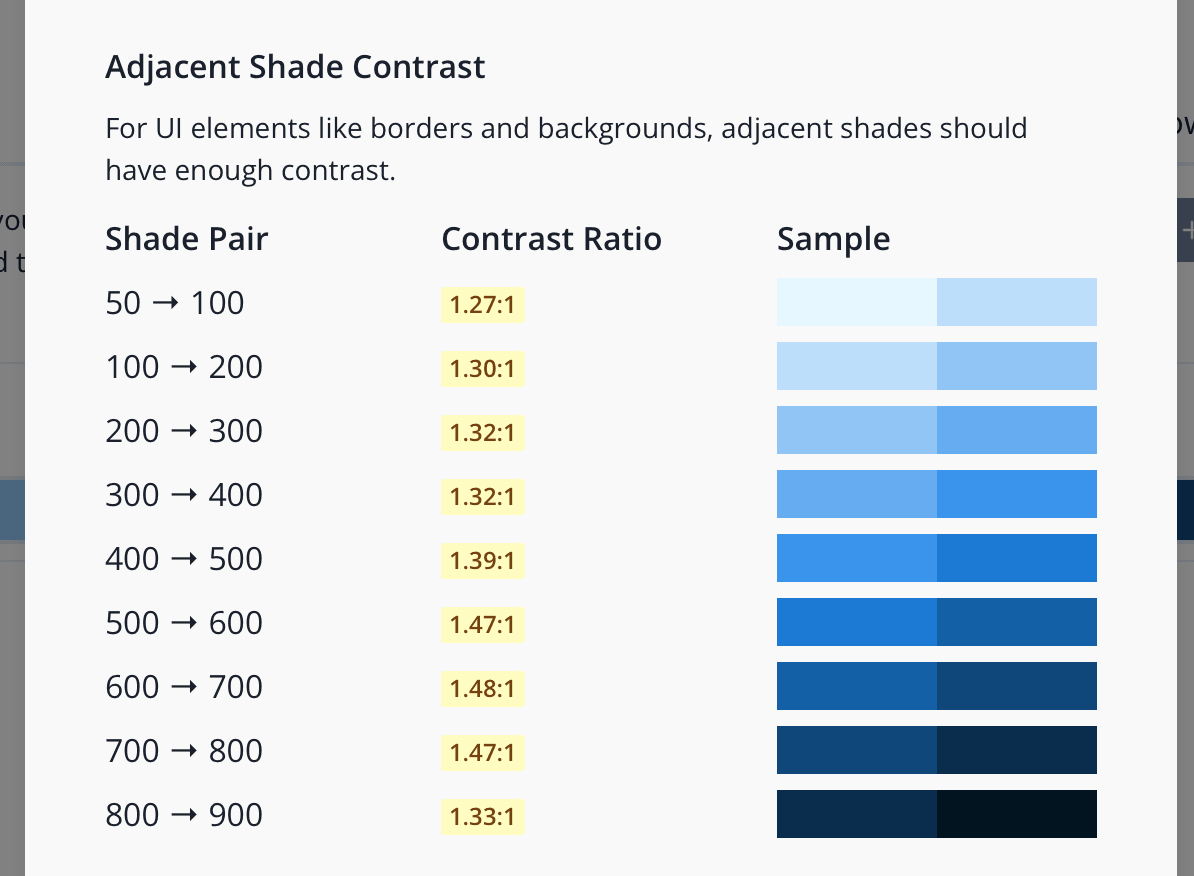 Adjacent Shade Contrast
For UI elements like borders and backgrounds, adjacent shades should
have enough contrast.
Shade Pair Contrast Ratio Sample
50 → 100 1.27:1
100 → 200 1.30:1
200 → 300 1.32:1
300 → 400 1.32:1
400 → 500 1.39:1
500 → 600 1.47:1
600 → 700 1.48:1
700 → 800 1.47:1
800 → 900 1.33:1